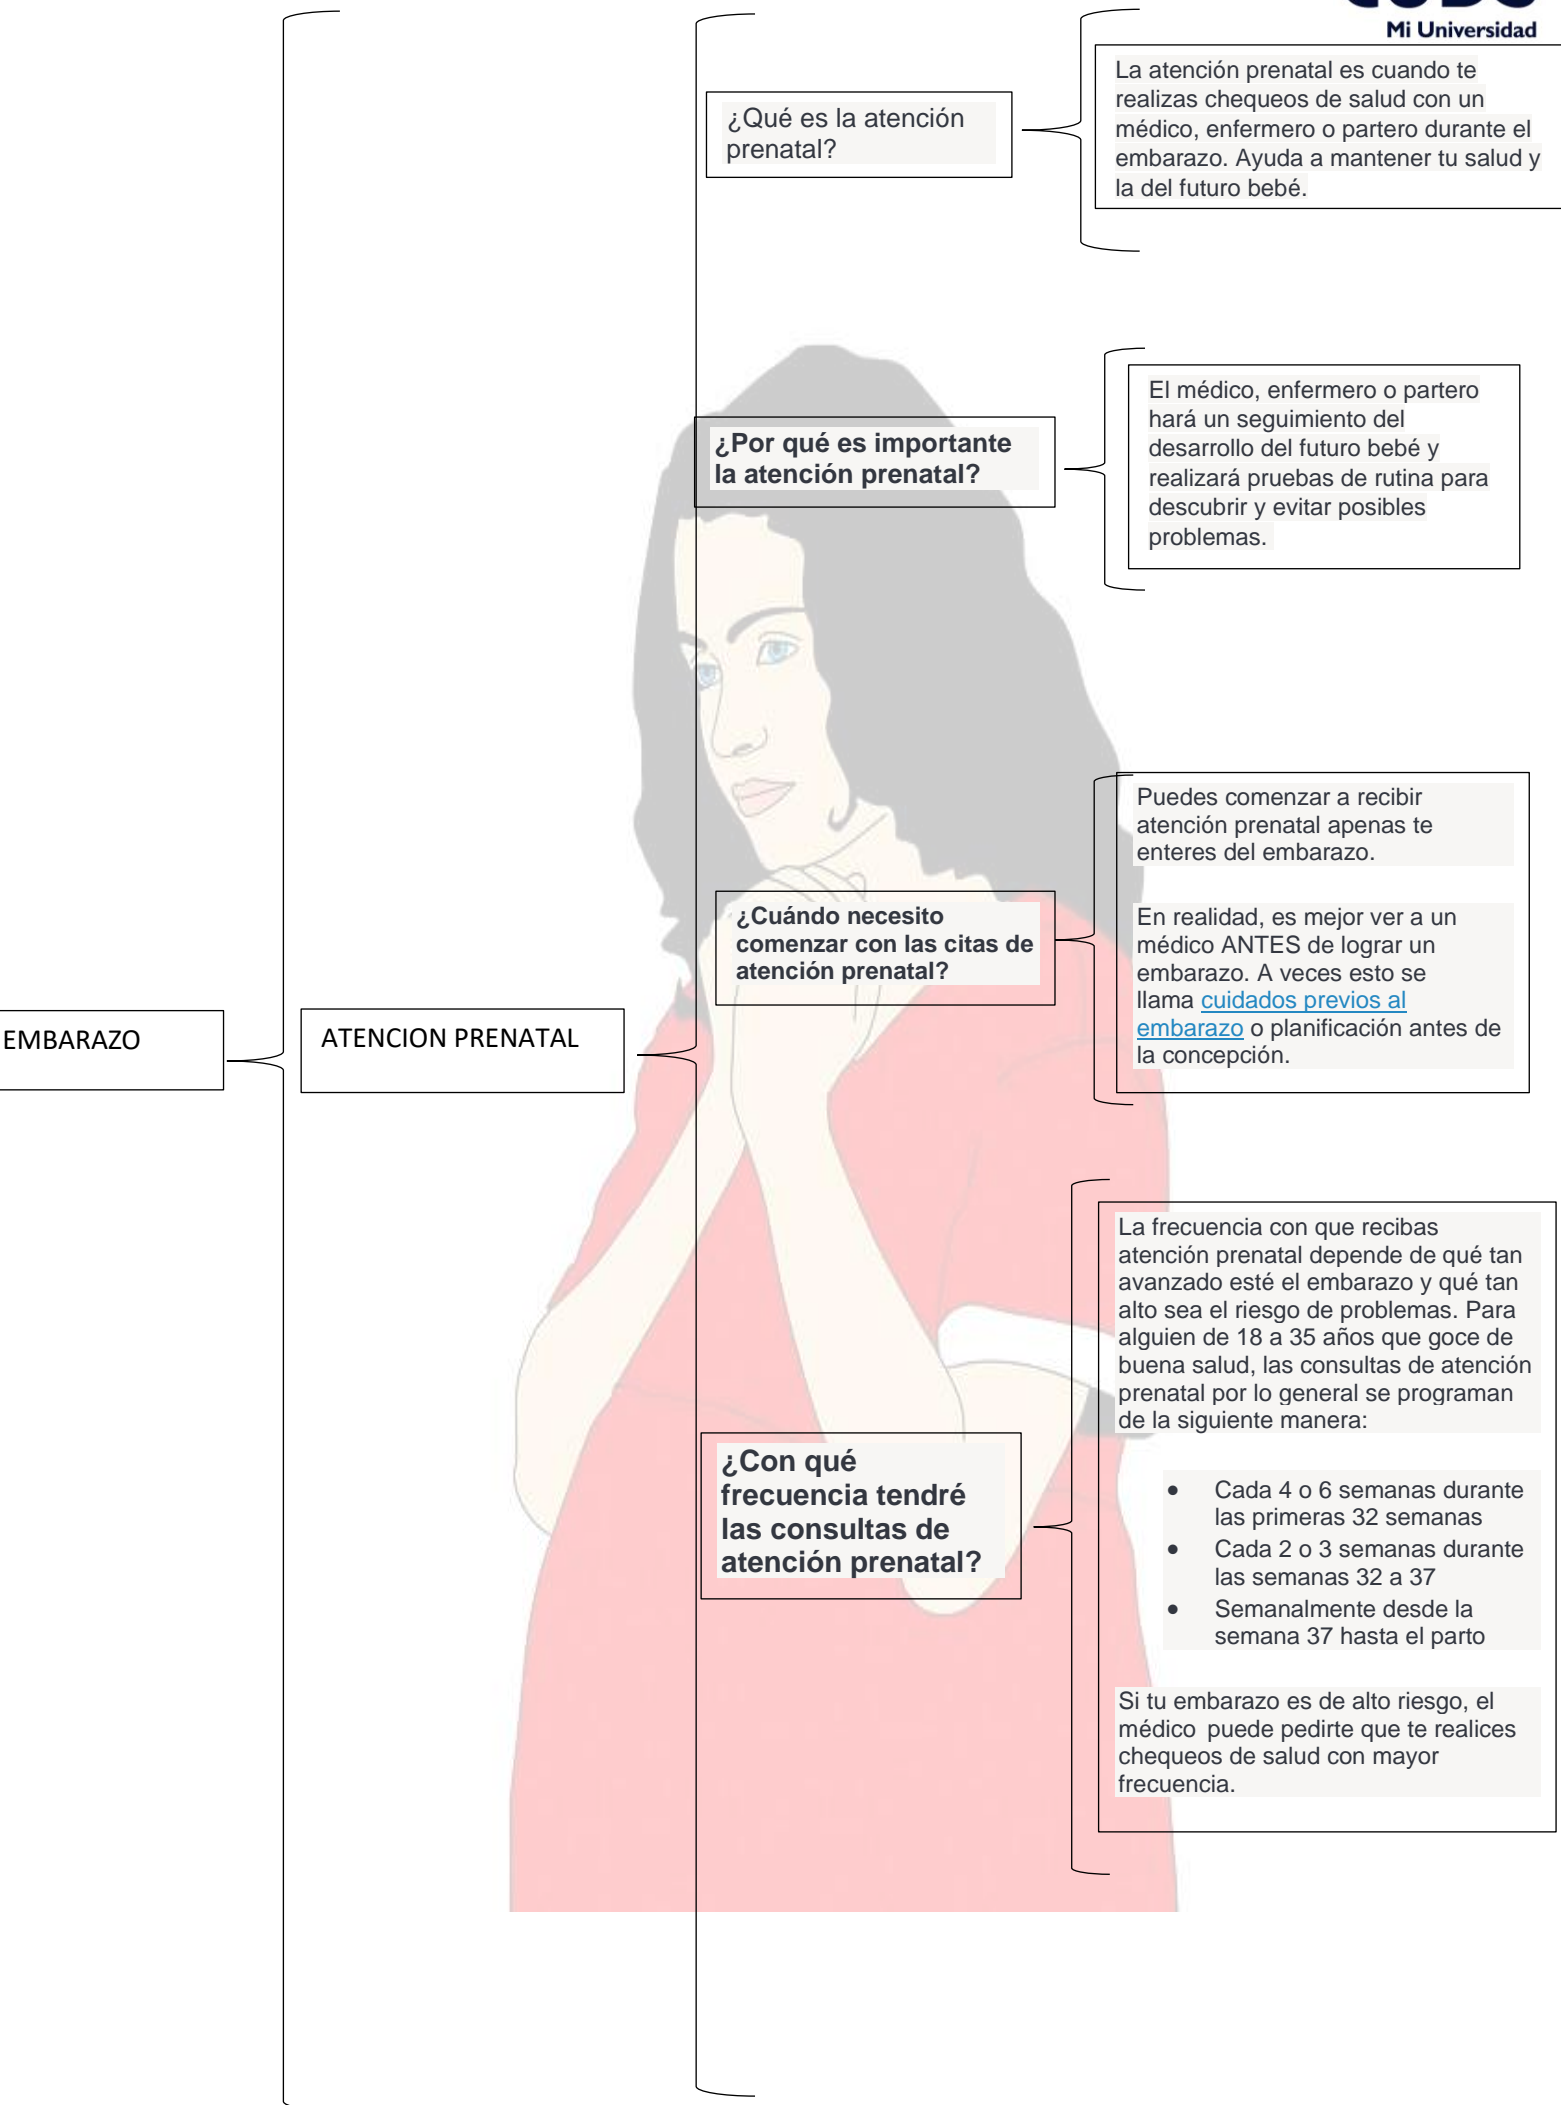 Mi Universidad
La atención prenatal es cuando te
realizas chequeos de salud con un
médico, enfermero o partero durante el
embarazo. Ayuda a mantener tu salud y
la del futuro bebé.
¿Qué es la atención
prenatal?
El médico, enfermero o partero
hará un seguimiento del
desarrollo del futuro bebé y
realizará pruebas de rutina para
descubrir y evitar posibles
problemas.
¿Por qué es importante
la atención prenatal?
Puedes comenzar a recibir
atención prenatal apenas te
enteres del embarazo.
En realidad, es mejor ver a un
médico ANTES de lograr un
embarazo. A veces esto se
llama cuidados previos al
embarazo o planificación antes de
la concepción.
¿Cuándo necesito
comenzar con las citas de
atención prenatal?
EMBARAZO
ATENCION PRENATAL
La frecuencia con que recibas
atención prenatal depende de qué tan
avanzado esté el embarazo y qué tan
alto sea el riesgo de problemas. Para
alguien de 18 a 35 años que goce de
buena salud, las consultas de atención
prenatal por lo general se programan
de la siguiente manera:
• Cada 4 o 6 semanas durante
las primeras 32 semanas
• Cada 2 o 3 semanas durante
las semanas 32 a 37
• Semanalmente desde la
semana 37 hasta el parto
Si tu embarazo es de alto riesgo, el
médico puede pedirte que te realices
chequeos de salud con mayor
frecuencia.
¿Con qué
frecuencia tendré
las consultas de
atención prenatal?